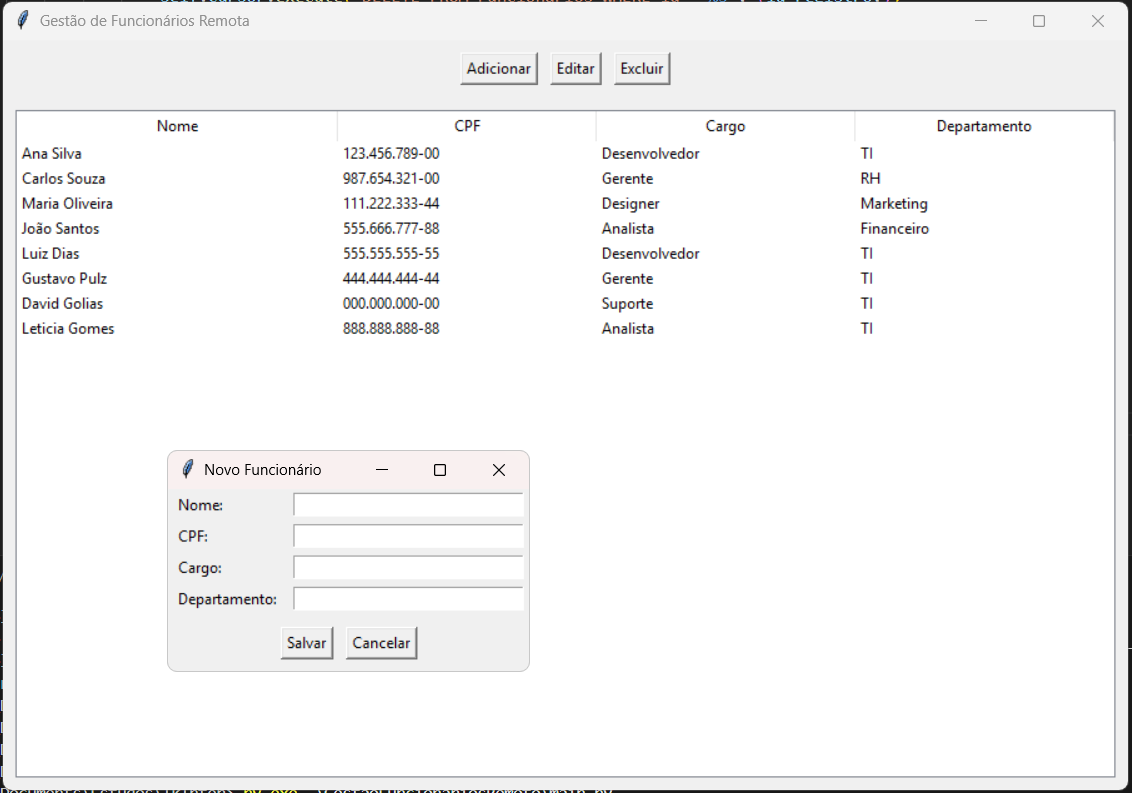 Gestão de Funcionários Remota
Adicionar Editar Excluir
Nome CPF Cargo Departamento
Ana Silva 123.456.789-00 Desenvolvedor TI
Carlos Souza 987.654.321-00 Gerente RH
Maria Oliveira 111.222.333-44 Designer Marketing
João Santos 555.666.777-88 Analista Financeiro
Luiz Dias 555.555.555-55 Desenvolvedor TI
Gustavo Pulz 444.444.444-44 Gerente TI
David Golias 000.000.000-00 Suporte TI
Leticia Gomes 888.888.888-88 Analista TI
Novo Funcionário
Nome:
CPF:
Cargo:
Departamento:
Salvar Cancelar